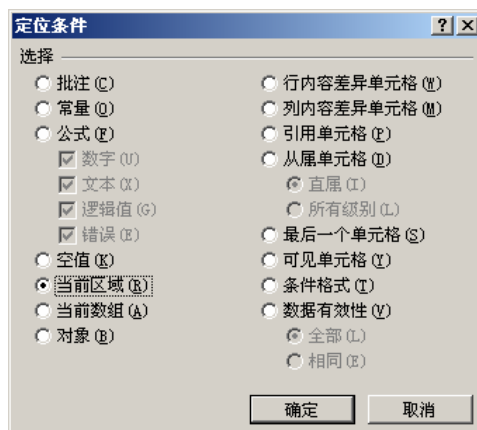 定位条件
选择
批注(C)
常量(O)
公式(F)
数字(U)
文本(X)
逻辑值(G)
错误(E)
空值(K)
当前区域(R)
当前数组(A)
对象(B)
行内容差异单元格(W)
列内容差异单元格(M)
引用单元格(P)
从属单元格(D)
直属(I)
所有级别(L)
最后一个单元格(S)
可见单元格(Y)
条件格式(T)
数据有效性(V)
全部(L)
相同(E)
确定
取消